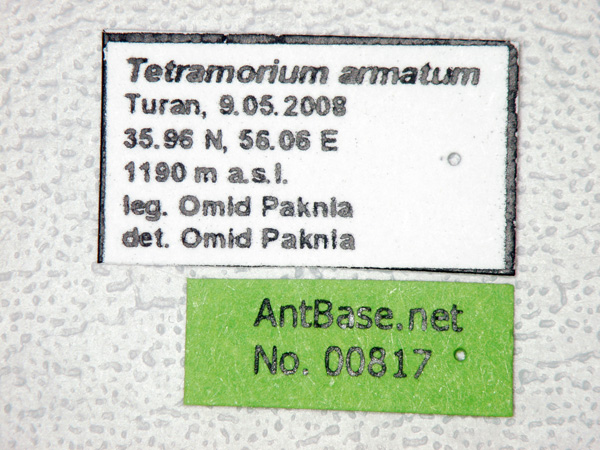 Tetramorium armatum
Turan, 9.05.2008
35.96 N, 56.06 E
1190 m a.s.l.
leg. Omid Paknia
det. Omid Paknia
AntBase.net
No. 00817